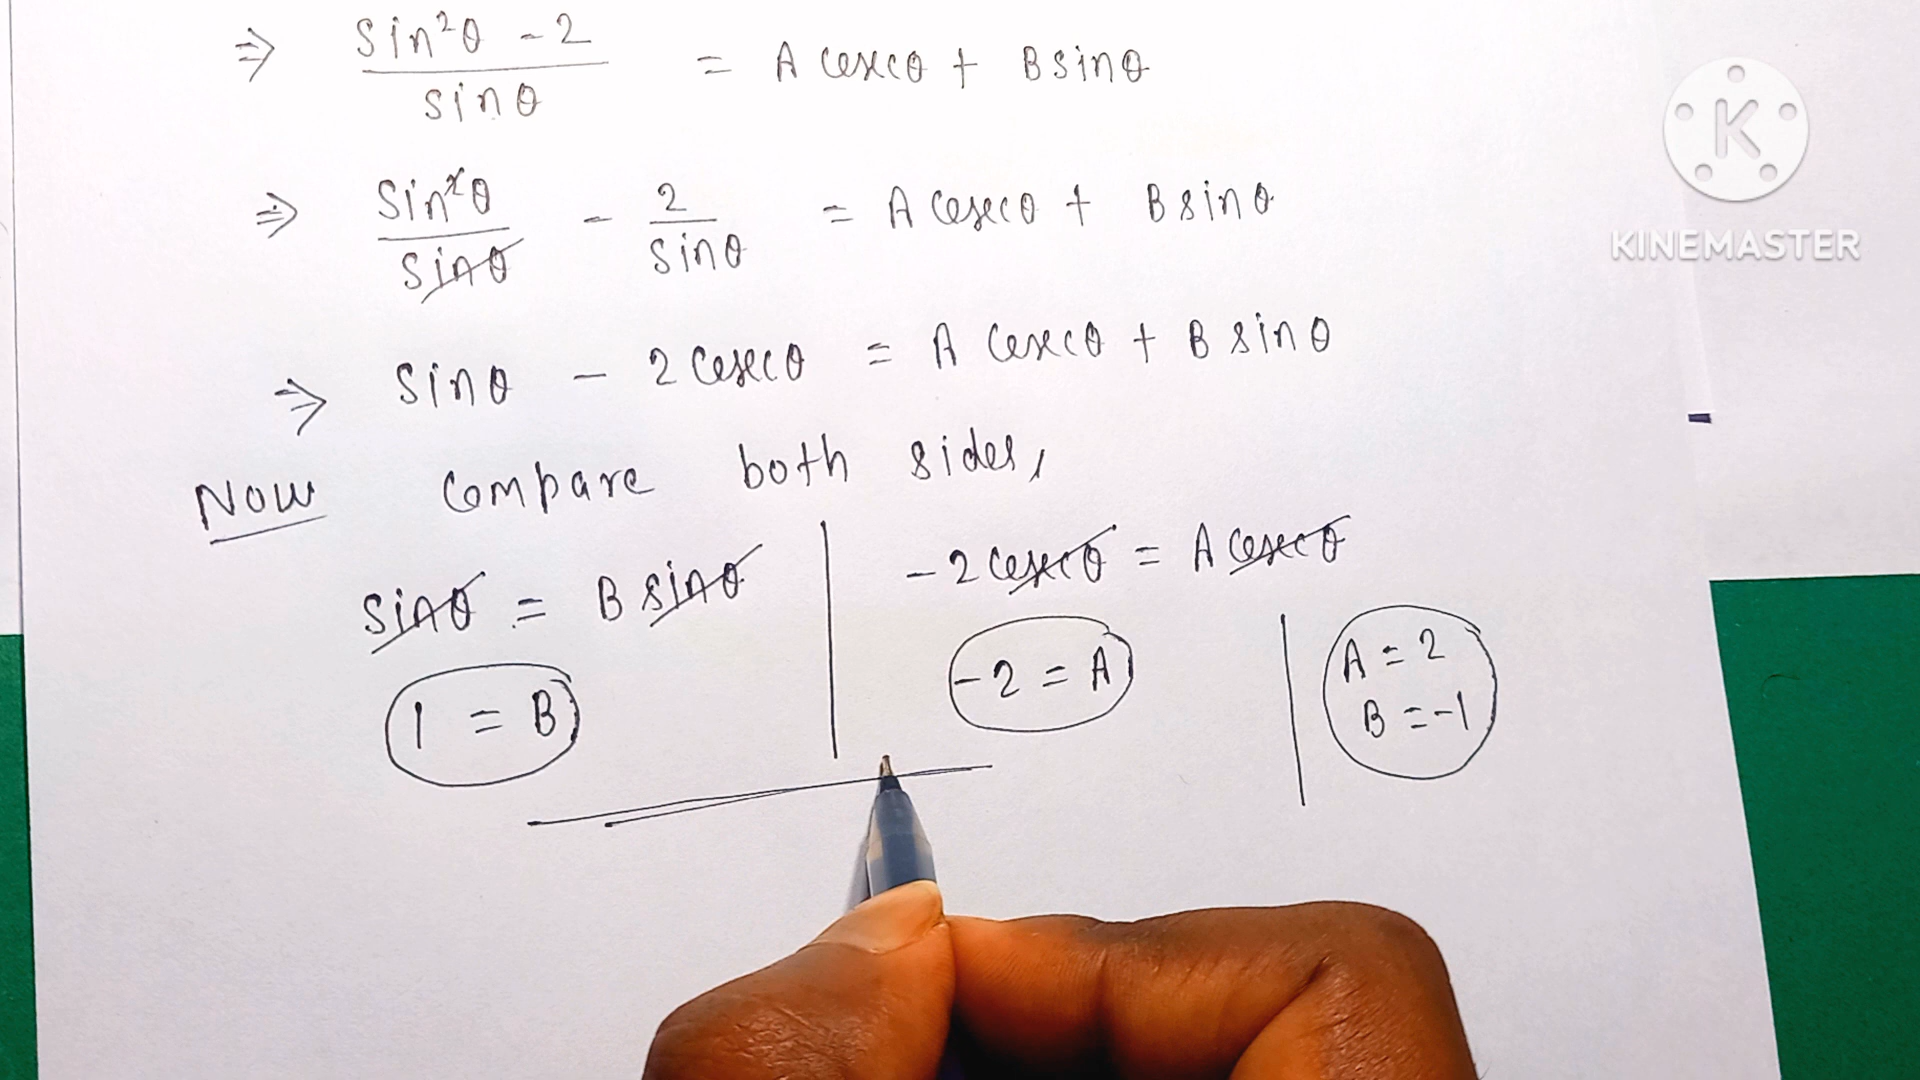 ⇒ sin²θ - 2 / sinθ = A cosecθ + B sinθ
⇒ sin²θ / sinθ - 2 / sinθ = A cosecθ + B sinθ
⇒ sinθ - 2 cosecθ = A cosecθ + B sinθ
Now compare both sides,
sinθ = B sinθ
1 = B
-2 cosecθ = A cosecθ
-2 = A
A = 2
B = -1
K
KINEMASTER